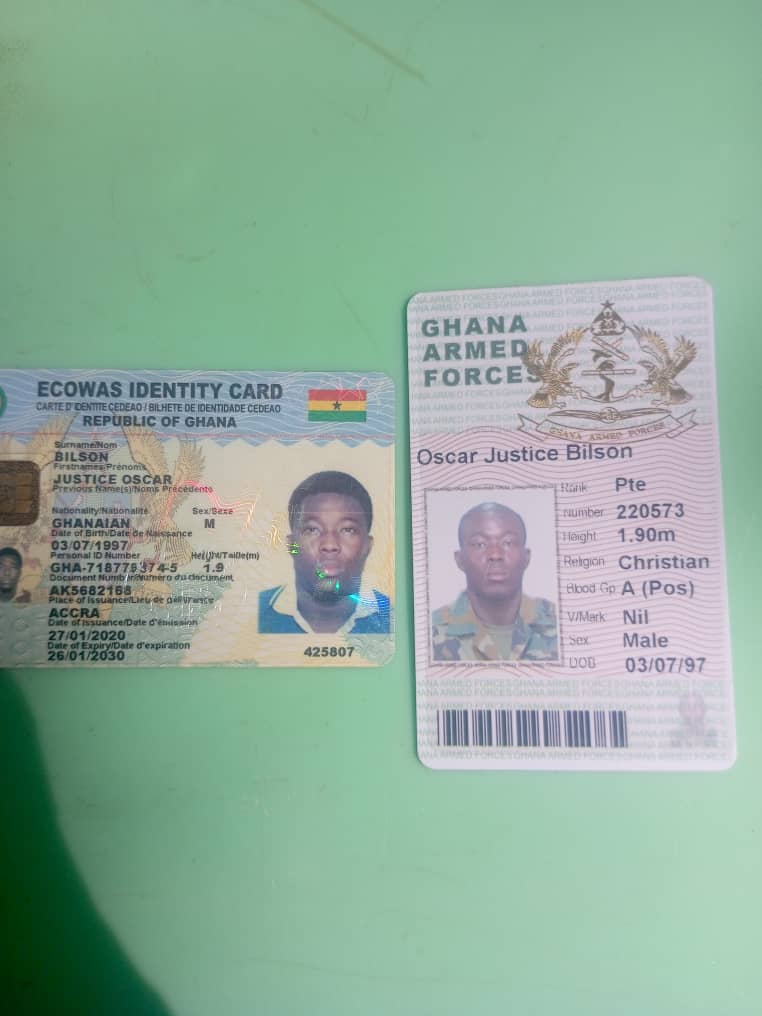 ECOWAS IDENTITY CARD
CARTE D'IDENTITE CEDEAO / BILHETE DE IDENTIDADE CEDEAO
REPUBLIC OF GHANA
Surname/Nom
BILSON
Firstnames/Prénoms
JUSTICE OSCAR
Previous Name(s)/Noms Précédents
Nationality/Nationalité Sex/Sexe
GHANAIAN M
Date of Birth/Date de Naissance
03/07/1997
Personal ID Number Height/Taille(m)
1.9
Document Number/Numéro du document
AK5682168
Place of Issuance/Lieu de Délivrance
ACCRA
Date of Issuance/Date d'émission
27/01/2020
Date of Expiry/Date d'expiration
26/01/2030
425807
GHANA
ARMED
FORCES
GHANA ARMED FORCES
Oscar Justice Bilson
Rank Pte
Number 220573
Height 1.90m
Religion Christian
Blood Gp A (Pos)
V/Mark Nil
Sex Male
DOB 03/07/97